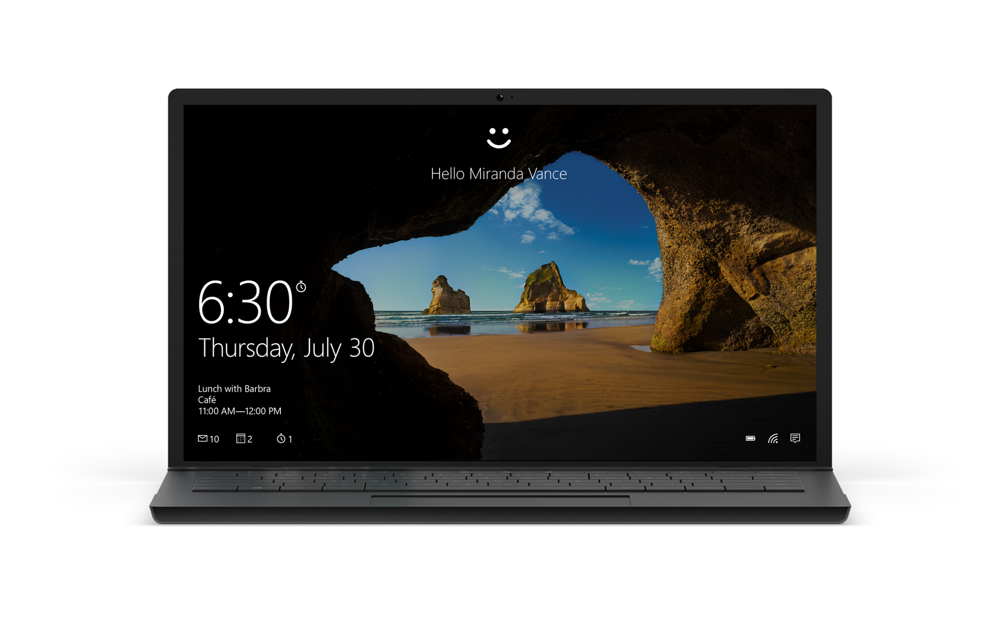 Hello Miranda Vance
6:30
Thursday, July 30
Lunch with Barbra
Café
11:00 AM—12:00 PM
10 2 1